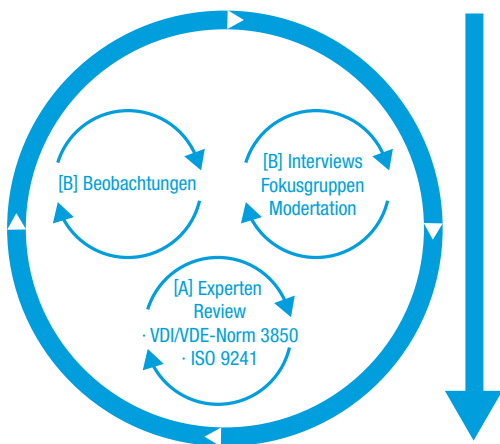 [B] Beobachtungen
[B] Interviews
Fokusgruppen
Modertation
[A] Experten
Review
· VDI/VDE-Norm 3850
· ISO 9241